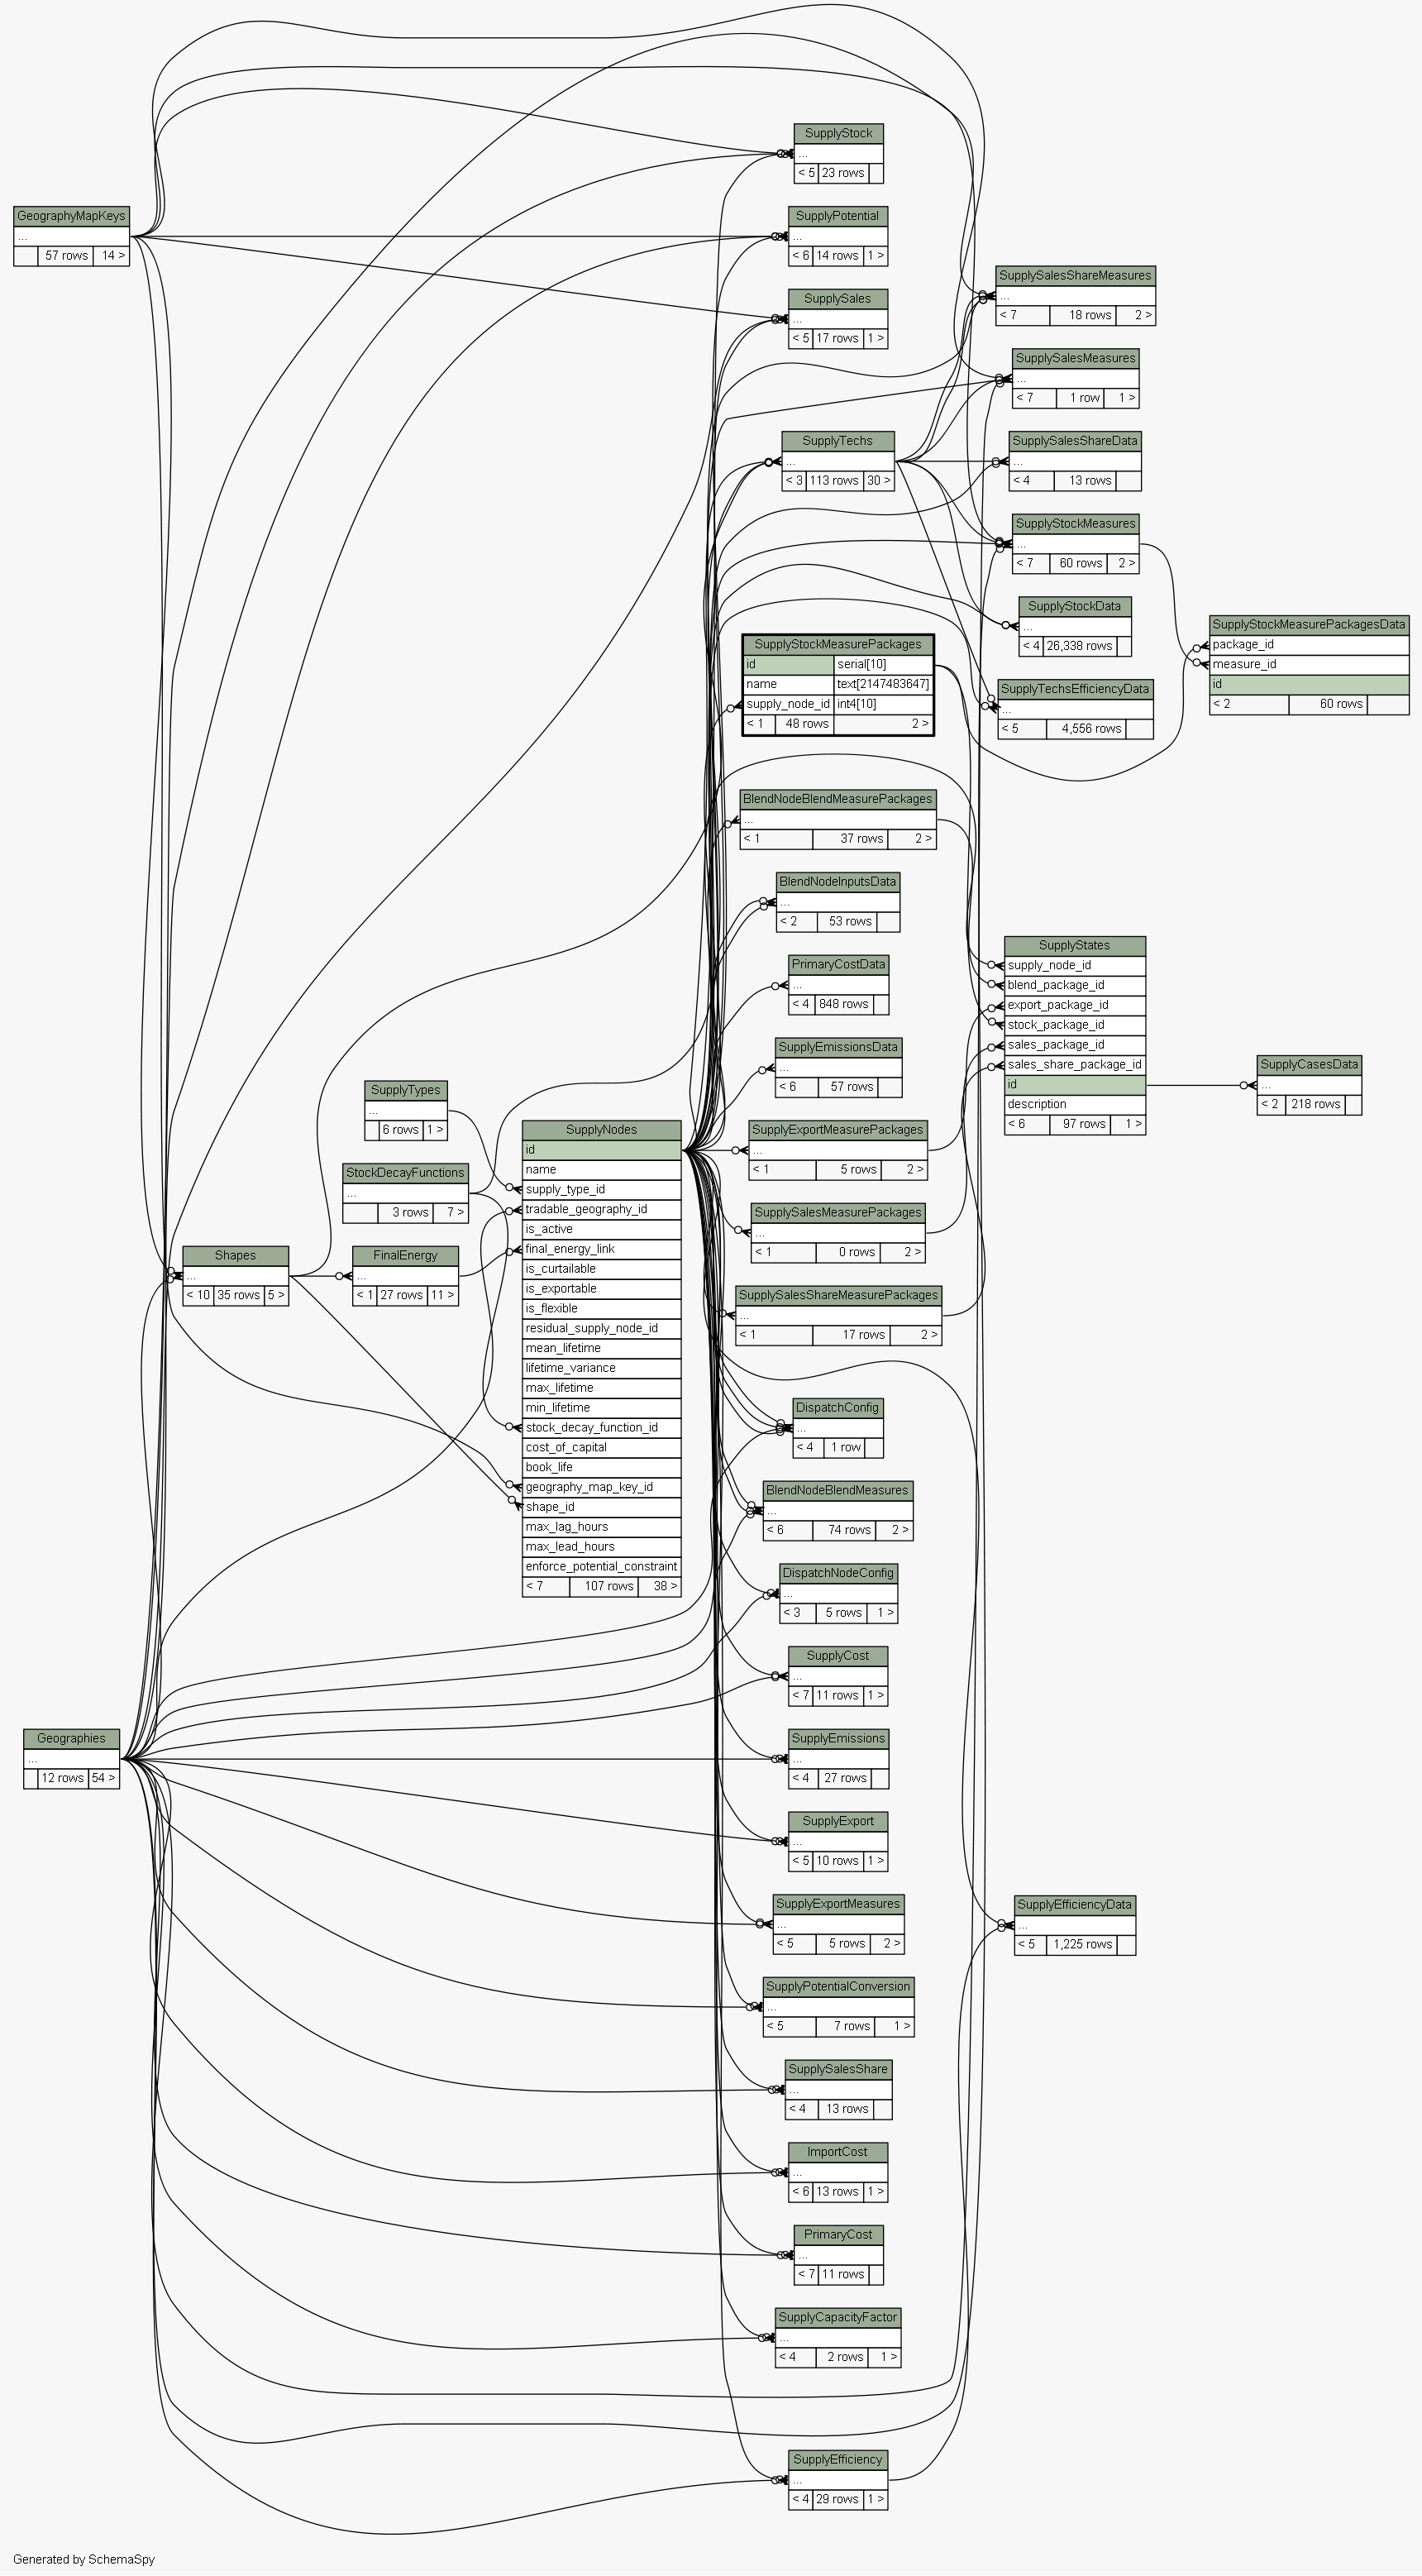 SupplyStock
...
< 5 23 rows
GeographyMapKeys
...
57 rows 14 >
SupplyPotential
...
< 6 14 rows 1 >
SupplySales
...
< 5 17 rows 1 >
SupplySalesShareMeasures
...
< 7 18 rows 2 >
SupplySalesMeasures
...
< 7 1 row 1 >
SupplyTechs
...
< 3 113 rows 30 >
SupplySalesShareData
...
< 4 13 rows
SupplyStockMeasures
...
< 7 60 rows 2 >
SupplyStockData
...
< 4 26,338 rows
SupplyStockMeasurePackagesData
package_id
measure_id
id
< 2 60 rows
SupplyStockMeasurePackages
id serial[10]
name text[2147483647]
supply_node_id int4[10]
< 1 48 rows 2 >
SupplyTechsEfficiencyData
...
< 5 4,556 rows
BlendNodeBlendMeasurePackages
...
< 1 37 rows 2 >
BlendNodeInputsData
...
< 2 53 rows
PrimaryCostData
...
< 4 848 rows
SupplyStates
supply_node_id
blend_package_id
export_package_id
stock_package_id
sales_package_id
sales_share_package_id
id
description
< 6 97 rows 1 >
SupplyCasesData
...
< 2 218 rows
SupplyEmissionsData
...
< 6 57 rows
SupplyTypes
...
6 rows 1 >
StockDecayFunctions
...
3 rows 7 >
Shapes
...
< 10 35 rows 5 >
FinalEnergy
...
< 1 27 rows 11 >
SupplyNodes
id
name
supply_type_id
tradable_geography_id
is_active
final_energy_link
is_curtailable
is_exportable
is_flexible
residual_supply_node_id
mean_lifetime
lifetime_variance
max_lifetime
min_lifetime
stock_decay_function_id
cost_of_capital
book_life
geography_map_key_id
shape_id
max_lag_hours
max_lead_hours
enforce_potential_constraint
< 7 107 rows 38 >
SupplyExportMeasurePackages
...
< 1 5 rows 2 >
SupplySalesMeasurePackages
...
< 1 0 rows 2 >
SupplySalesShareMeasurePackages
...
< 1 17 rows 2 >
DispatchConfig
...
< 4 1 row
BlendNodeBlendMeasures
...
< 6 74 rows 2 >
DispatchNodeConfig
...
< 3 5 rows 1 >
SupplyCost
...
< 7 11 rows 1 >
Geographies
...
12 rows 54 >
SupplyEmissions
...
< 4 27 rows
SupplyExport
...
< 5 10 rows 1 >
SupplyExportMeasures
...
< 5 5 rows 2 >
SupplyEfficiencyData
...
< 5 1,225 rows
SupplyPotentialConversion
...
< 5 7 rows 1 >
SupplySalesShare
...
< 4 13 rows
ImportCost
...
< 6 13 rows 1 >
PrimaryCost
...
< 7 11 rows
SupplyCapacityFactor
...
< 4 2 rows 1 >
SupplyEfficiency
...
< 4 29 rows 1 >
Generated by SchemaSpy